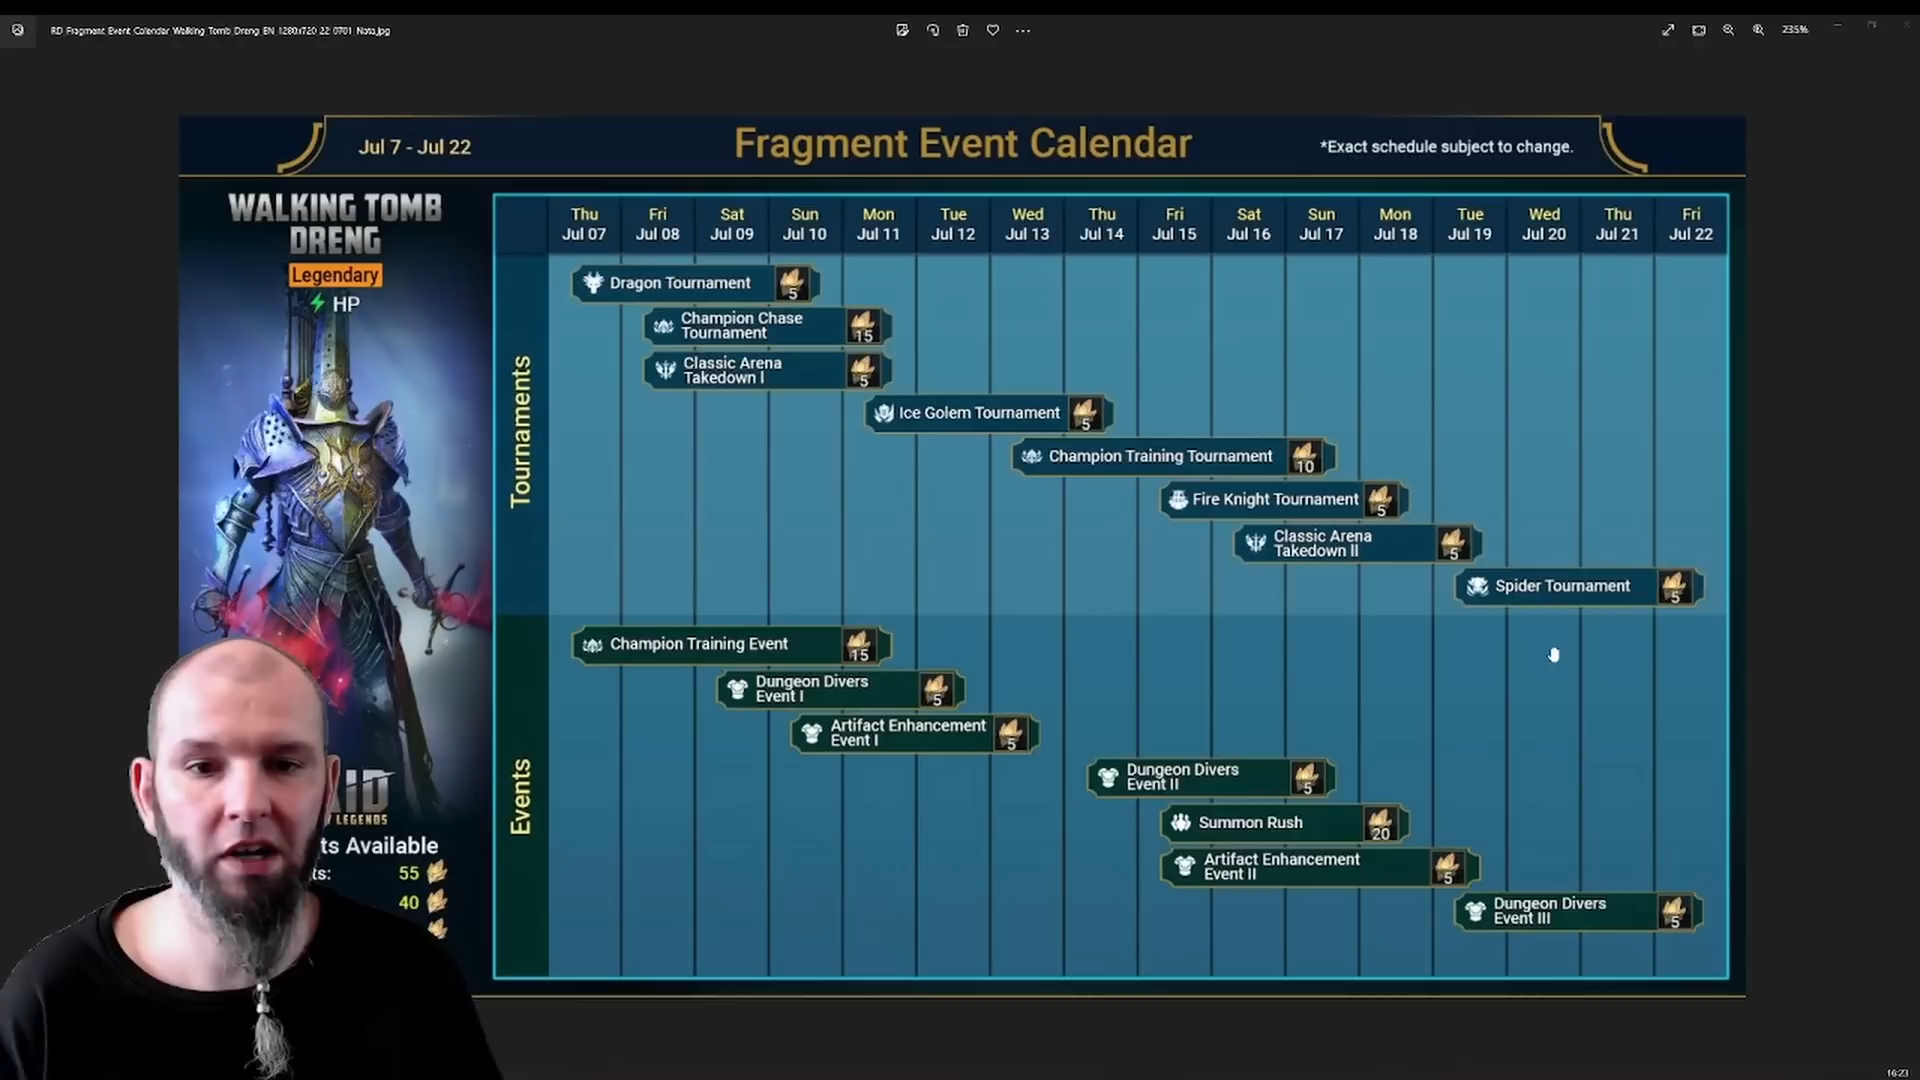 RD Fragment Event Calendar Walking Tomb Dreng EN 1280x720 22 0701 Nata.jpg
235%
Jul 7 - Jul 22
Fragment Event Calendar
*Exact schedule subject to change.
WALKING TOMB
DRENG
Legendary
HP
Thu Fri Sat Sun Mon Tue Wed Thu Fri Sat Sun Mon Tue Wed Thu Fri
Jul 07 Jul 08 Jul 09 Jul 10 Jul 11 Jul 12 Jul 13 Jul 14 Jul 15 Jul 16 Jul 17 Jul 18 Jul 19 Jul 20 Jul 21 Jul 22
Tournaments
Dragon Tournament 5
Champion Chase
Tournament 15
Classic Arena
Takedown I 5
Ice Golem Tournament 5
Champion Training Tournament 10
Fire Knight Tournament 5
Classic Arena
Takedown II 5
Spider Tournament 5
Events
Champion Training Event 15
Dungeon Divers
Event I 5
Artifact Enhancement
Event I 5
Dungeon Divers
Event II 5
Summon Rush 20
Artifact Enhancement
Event II 5
Dungeon Divers
Event III 5
LEGENDS
ts Available
ts: 55
40
16:23